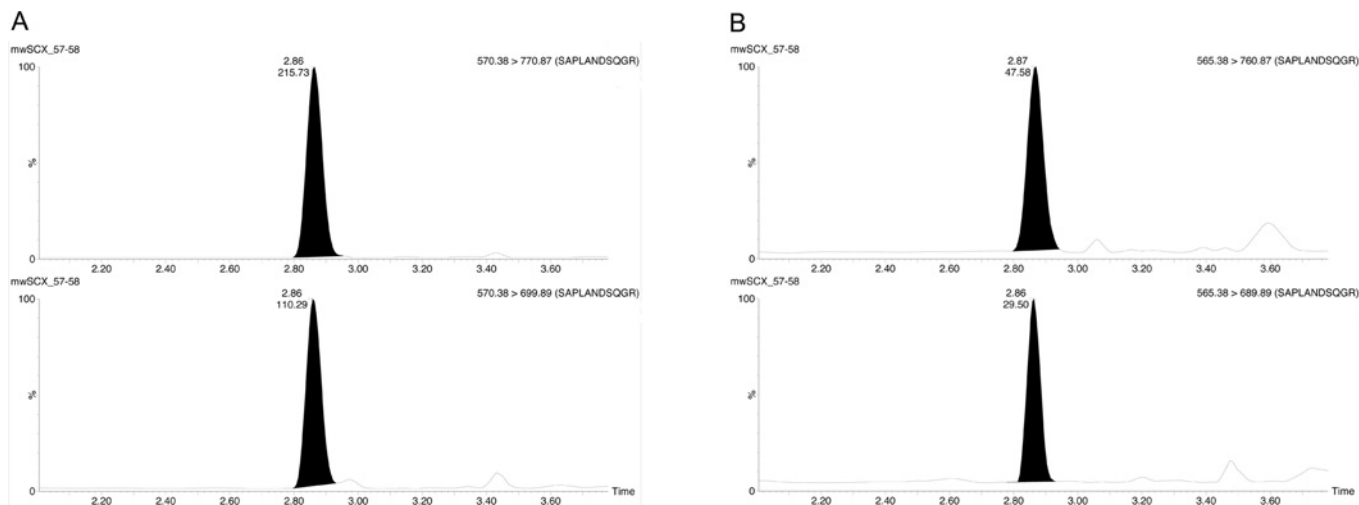 A
mwSCX_57-58
570.38 > 770.87 (SAPLANDSQGR)
2.86
215.73
100
%
0
2.20 2.40 2.60 2.80 3.00 3.20 3.40 3.60
mwSCX_57-58
570.38 > 699.89 (SAPLANDSQGR)
2.86
110.29
100
%
0
2.20 2.40 2.60 2.80 3.00 3.20 3.40 3.60
Time
B
mwSCX_57-58
565.38 > 760.87 (SAPLANDSQGR)
2.87
47.58
100
%
0
2.20 2.40 2.60 2.80 3.00 3.20 3.40 3.60
mwSCX_57-58
565.38 > 689.89 (SAPLANDSQGR)
2.86
29.50
100
%
0
2.20 2.40 2.60 2.80 3.00 3.20 3.40 3.60
Time